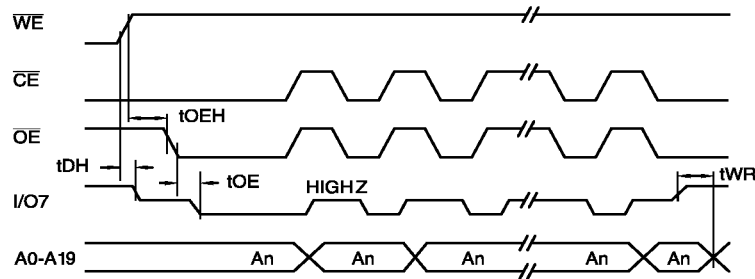 WE
CE
tOEH
OE
tDH
tOE
tWR
HIGH Z
I/O7
A0-A19 An An An An An